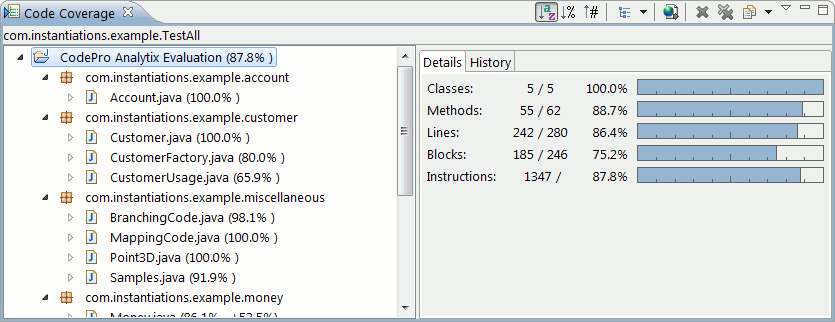 Code Coverage
com.instantiations.example.TestAll
CodePro Analytix Evaluation (87.8% )
com.instantiations.example.account
Account.java (100.0% )
com.instantiations.example.customer
Customer.java (100.0% )
CustomerFactory.java (80.0% )
CustomerUsage.java (65.9% )
com.instantiations.example.miscellaneous
BranchingCode.java (98.1% )
MappingCode.java (100.0% )
Point3D.java (100.0% )
Samples.java (91.9% )
com.instantiations.example.money
Money.java (86.1%
Details History
Classes: 5 / 5 100.0%
Methods: 55 / 62 88.7%
Lines: 242 / 280 86.4%
Blocks: 185 / 246 75.2%
Instructions: 1347 / 87.8%